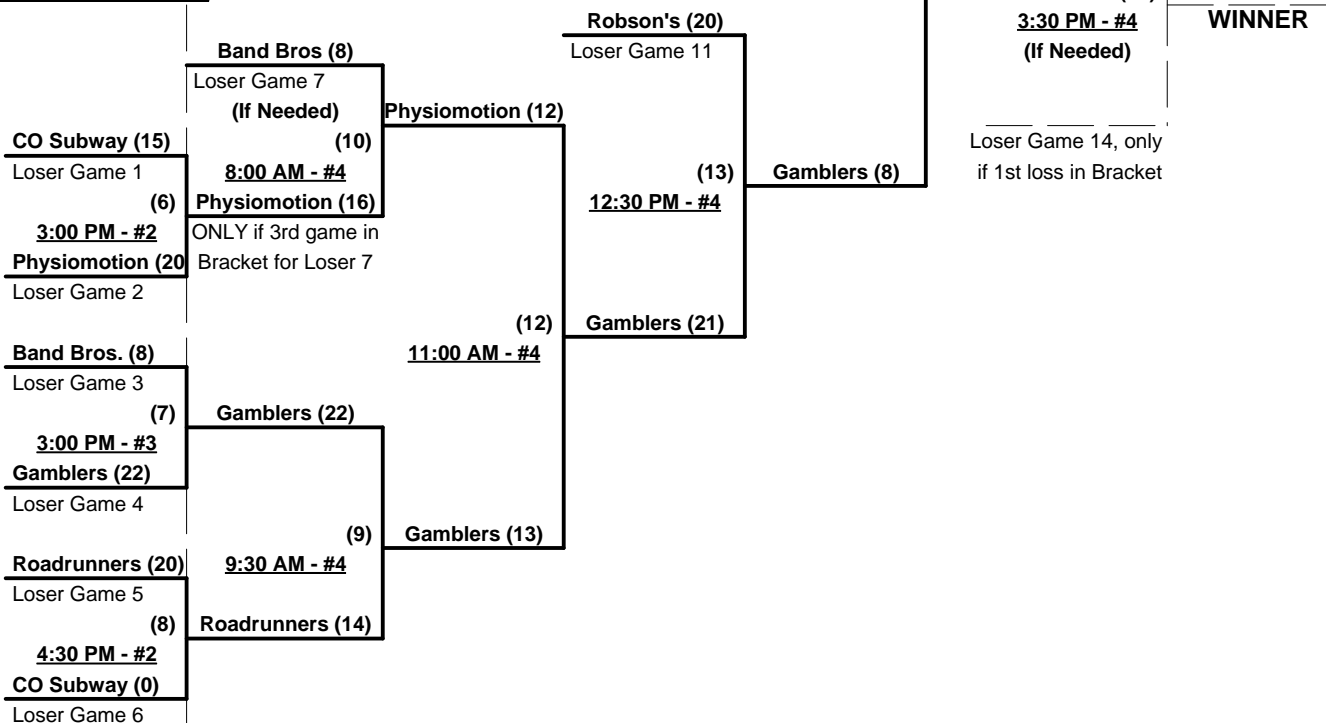 3:30 PM - #4
WINNER
Robson's (20)
Loser Game 11
(If Needed)
Band Bros (8)
Loser Game 7
(If Needed)
Physiomotion (12)
CO Subway (15)
(10)
Loser Game 14, only
Loser Game 1
8:00 AM - #4
(13)
Gamblers (8)
if 1st loss in Bracket
(6)
Physiomotion (16)
12:30 PM - #4
3:00 PM - #2
ONLY if 3rd game in
Physiomotion (20
Bracket for Loser 7
Loser Game 2
(12)
Gamblers (21)
Band Bros. (8)
11:00 AM - #4
Loser Game 3
(7)
Gamblers (22)
3:00 PM - #3
Gamblers (22)
Loser Game 4
(9)
Gamblers (13)
Roadrunners (20)
9:30 AM - #4
Loser Game 5
(8)
Roadrunners (14)
4:30 PM - #2
CO Subway (0)
Loser Game 6